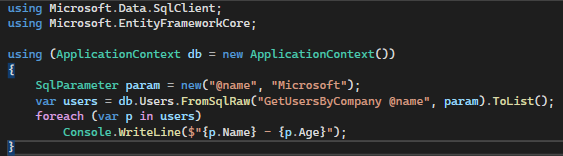 using Microsoft.Data.SqlClient;
using Microsoft.EntityFrameworkCore;
using (ApplicationContext db = new ApplicationContext())
{
SqlParameter param = new("@name", "Microsoft");
var users = db.Users.FromSqlRaw("GetUsersByCompany @name", param).ToList();
foreach (var p in users)
Console.WriteLine($"{p.Name} - {p.Age}");
}